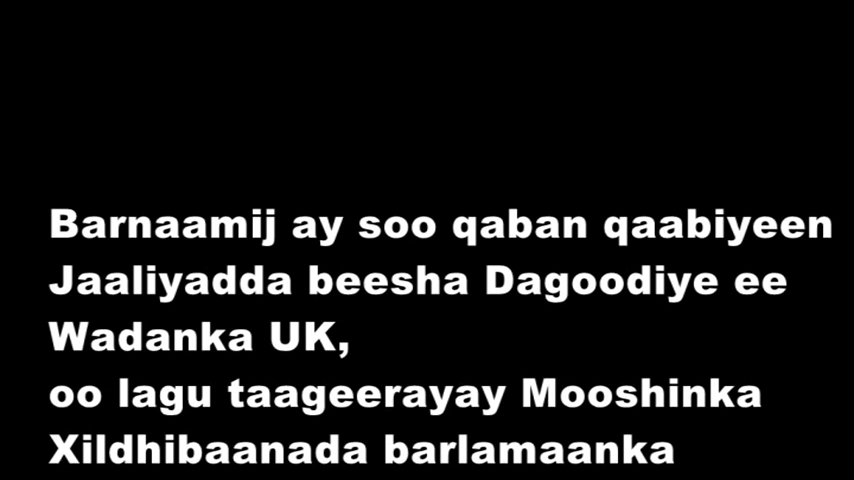 Barnaamij ay soo qaban qaabiyeen
Jaaliyadda beesha Dagoodiye ee
Wadanka UK,
oo lagu taageerayay Mooshinka
Xildhibaanada barlamaanka